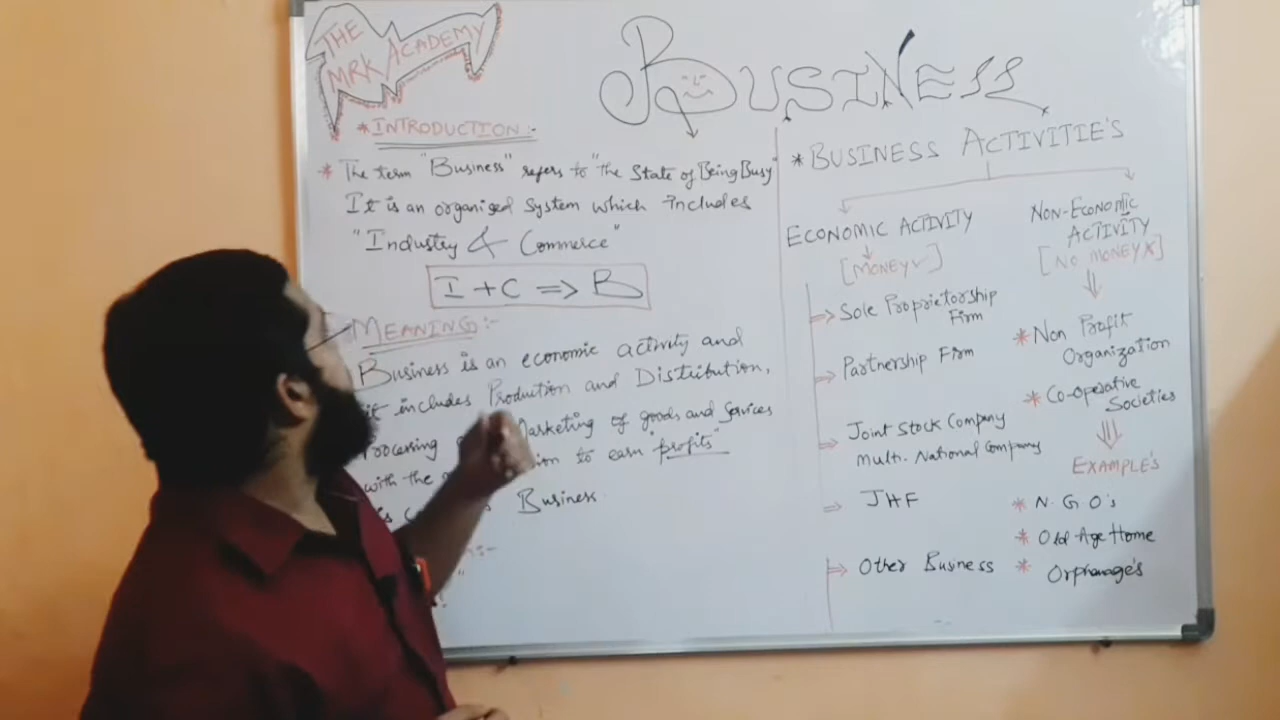 THE
MRK ACADEMY
BUSINESS
* INTRODUCTION :-
* The term "Business" refers to "the State of Being Busy"
It is an organised System which includes
"Industry & Commerce"
I + C ⇒ B
MEANING :-
Business is an economic activity and
it includes Production and Distribution,
Marketing of goods and Services
with the to earn "profits"
Business.
* BUSINESS ACTIVITIE'S
ECONOMIC ACTIVITY
[MONEY✓]
⇒ Sole Proprietorship
Firm
⇒ Partnership Firm
⇒ Joint Stock Company
Multi-National Company
⇒ JHF
⇒ Other Business
NON-ECONOMIC
ACTIVITY
[NO MONEY X]
* Non Profit
Organization
* Co-operative
Societies
EXAMPLE'S
* N.G.O's
* Old Age Home
* Orphanage's